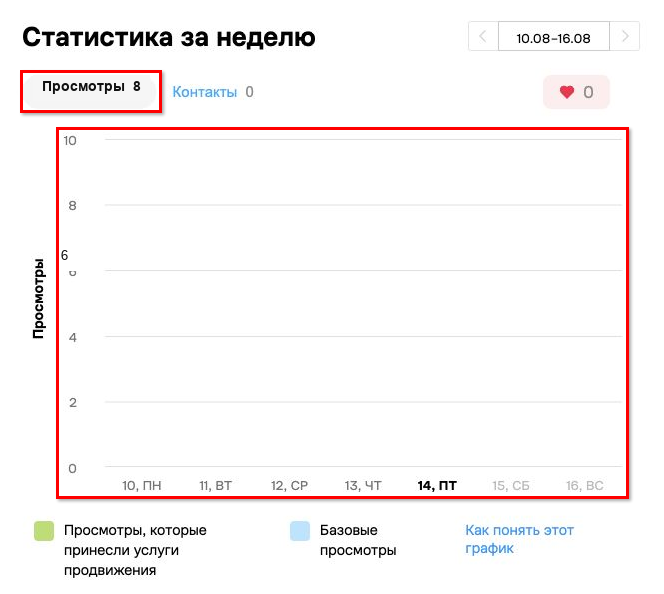 Статистика за неделю
10.08–16.08
Просмотры 8
Контакты 0
0
10
8
6
6
4
2
0
Просмотры
10, ПН 11, ВТ 12, СР 13, ЧТ 14, ПТ 15, СБ 16, ВС
Просмотры, которые
принесли услуги
продвижения
Базовые
просмотры
Как понять этот
график